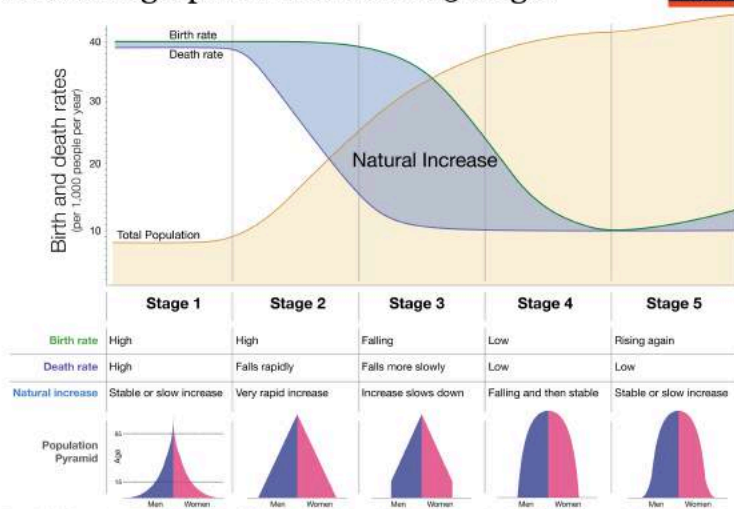 40
Birth rate
Death rate
30
20
10
Birth and death rates
(per 1,000 people per year)
Natural Increase
Total Population
Stage 1 Stage 2 Stage 3 Stage 4 Stage 5
Birth rate High High Falling Low Rising again
Death rate High Falls rapidly Falls more slowly Low Low
Natural increase Stable or slow increase Very rapid increase Increase slows down Falling and then stable Stable or slow increase
Population
Pyramid
Age
65
15
Men Women Men Women Men Women Men Women Men Women